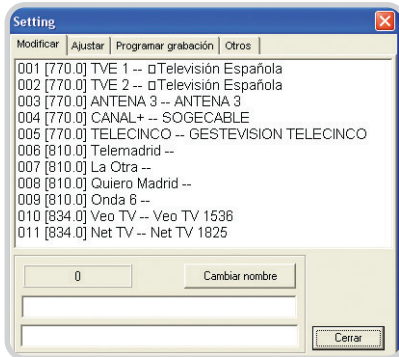 Setting
Modificar Ajustar Programar grabación Otros
001 [770.0] TVE 1 -- □Televisión Española
002 [770.0] TVE 2 -- □Televisión Española
003 [770.0] ANTENA 3 -- ANTENA 3
004 [770.0] CANAL+ -- SOGECABLE
005 [770.0] TELECINCO -- GESTEVISION TELECINCO
006 [810.0] Telemadrid --
007 [810.0] La Otra --
008 [810.0] Quiero Madrid --
009 [810.0] Onda 6 --
010 [834.0] Veo TV -- Veo TV 1536
011 [834.0] Net TV -- Net TV 1825
0 Cambiar nombre
Cerrar